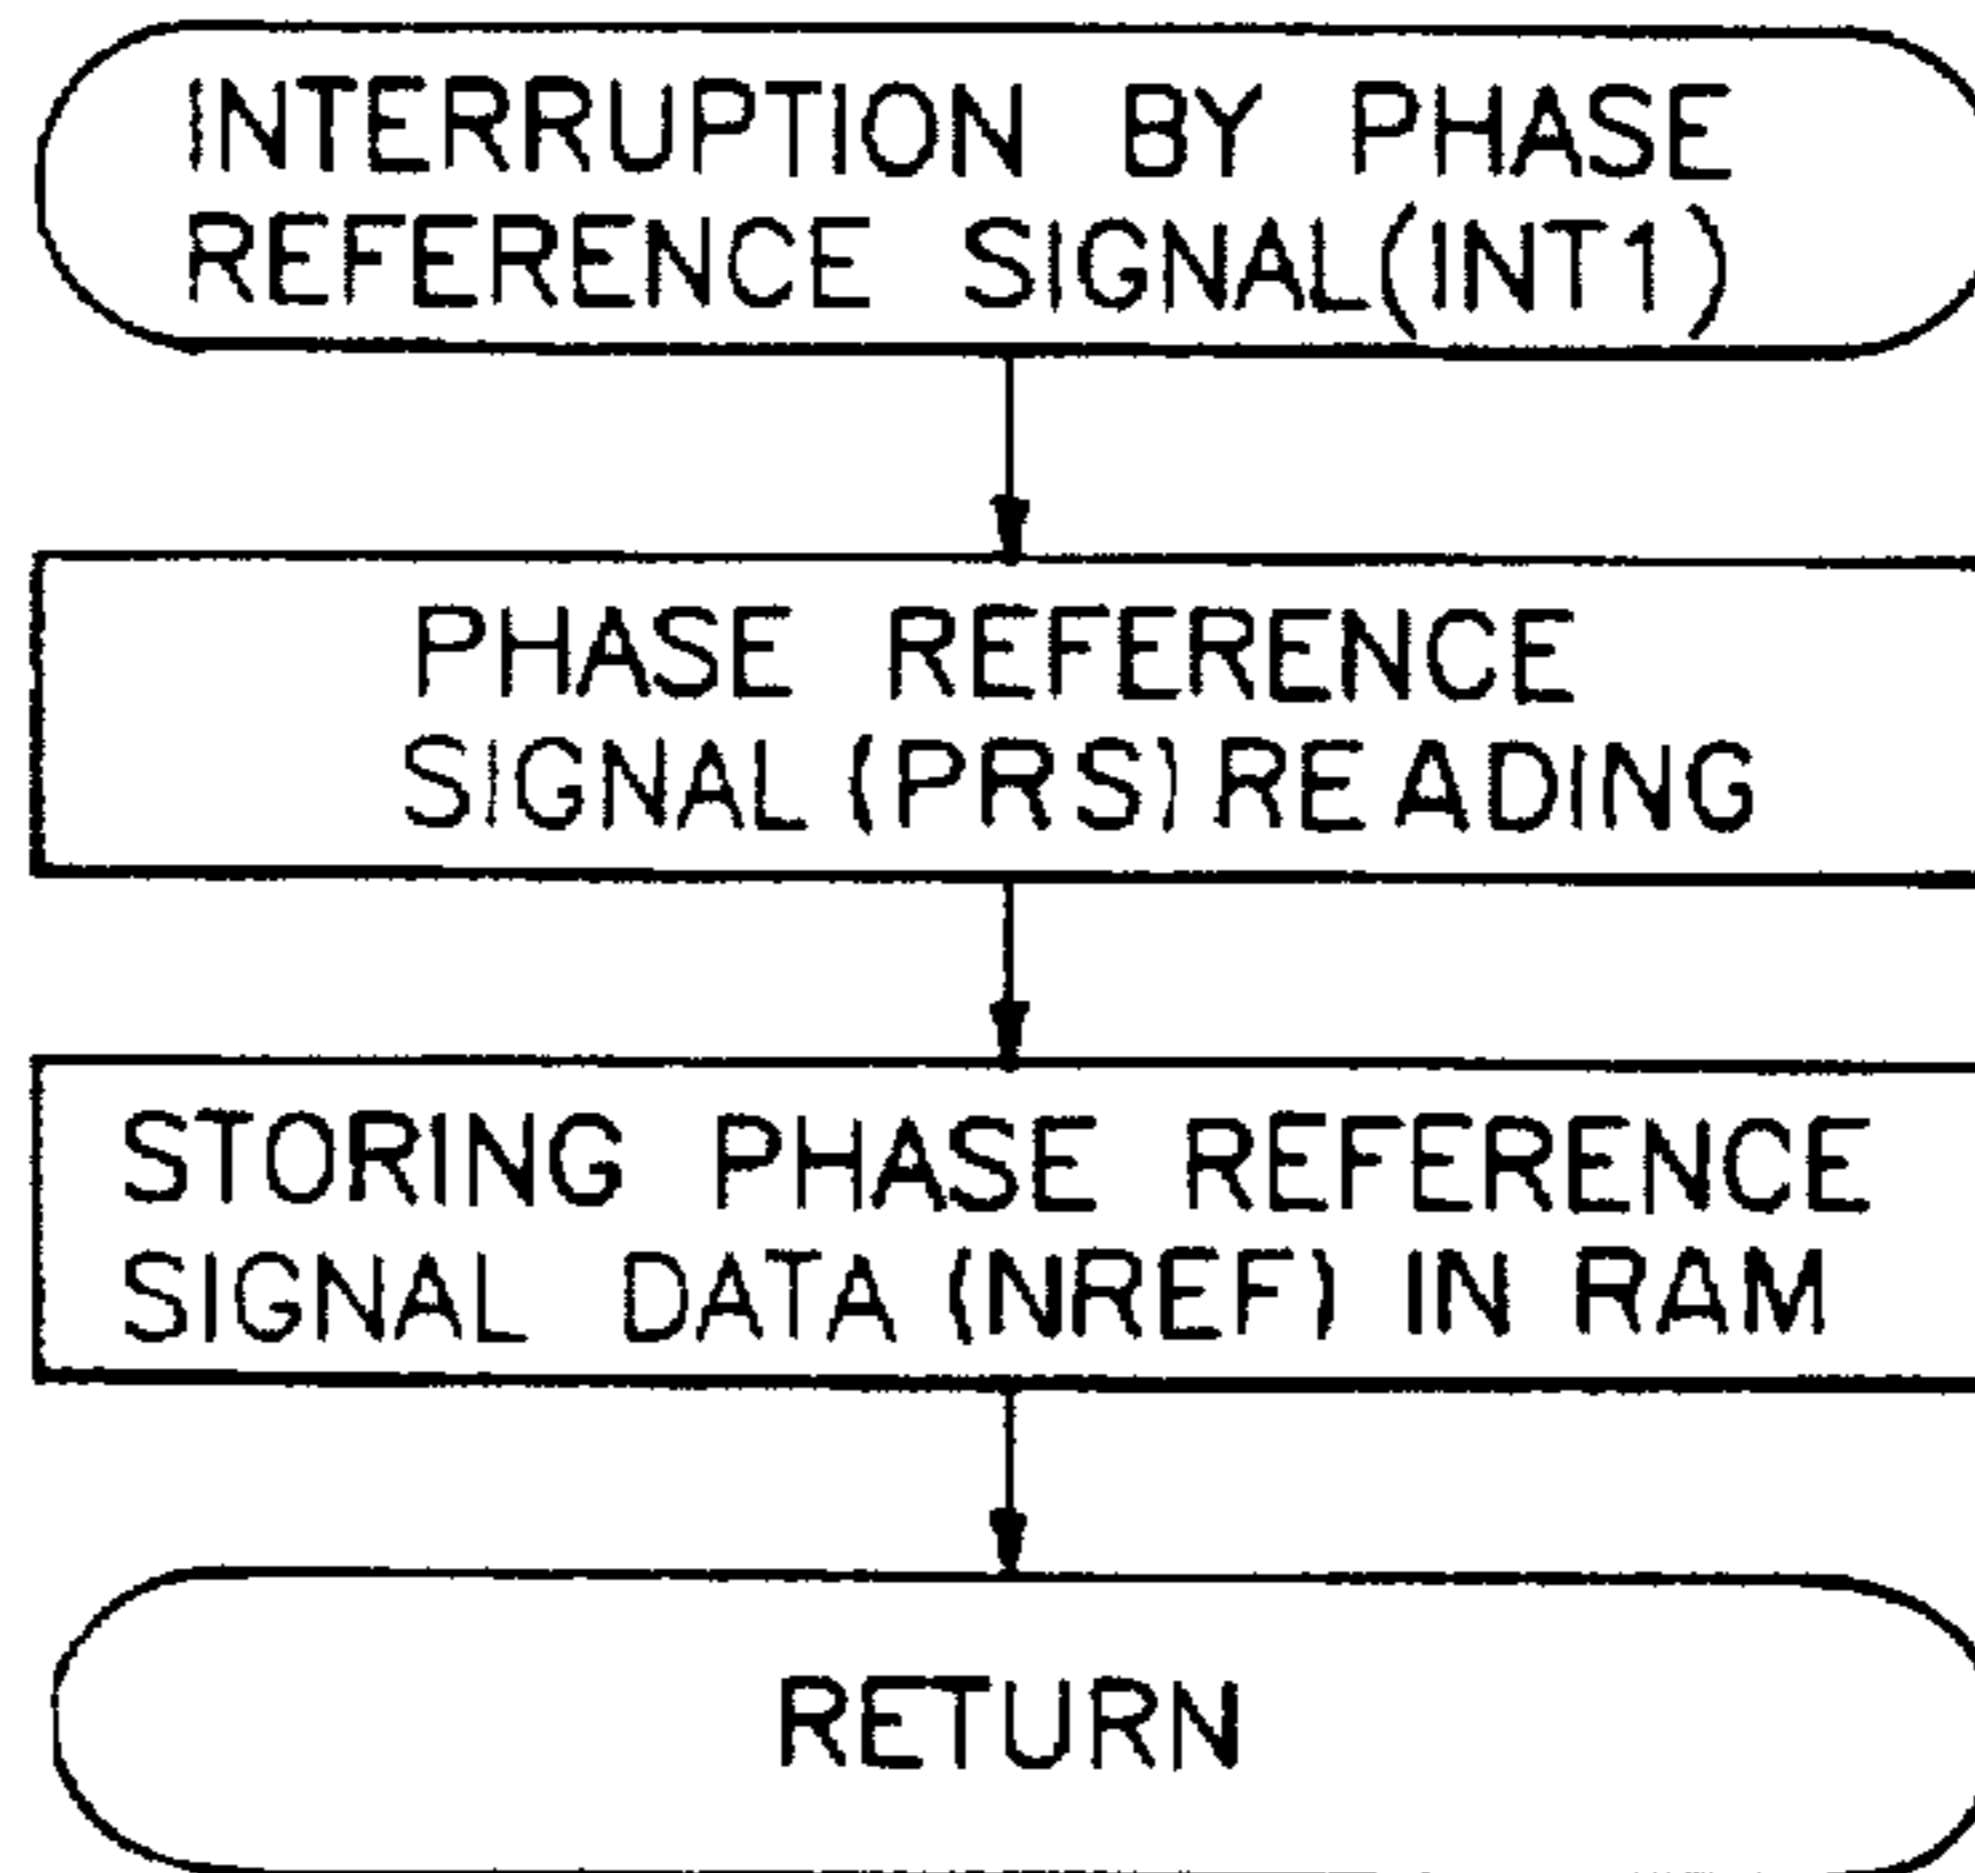 INTERRUPTION BY PHASE
REFERENCE SIGNAL(INT1)
PHASE REFERENCE
SIGNAL (PRS) READING
STORING PHASE REFERENCE
SIGNAL DATA (NREF) IN RAM
RETURN